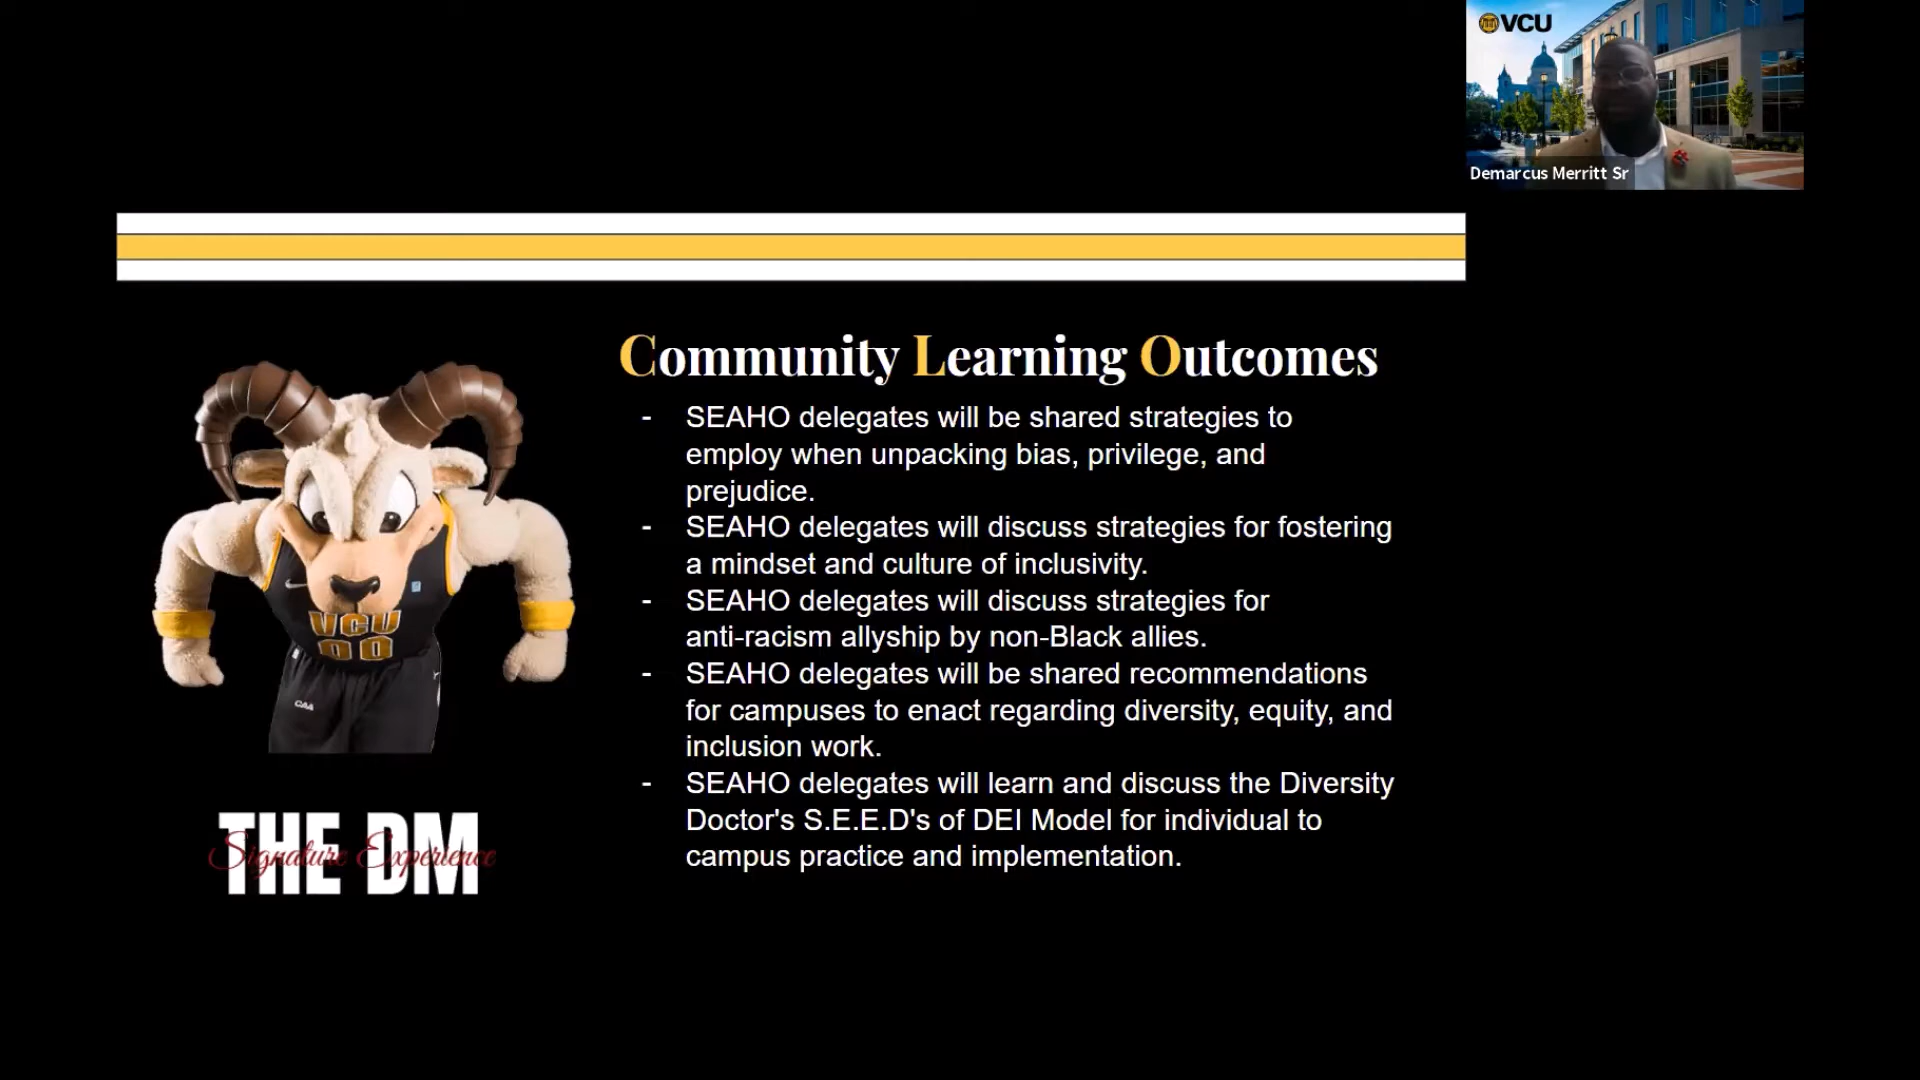 VCU
Demarcus Merritt Sr
Community Learning Outcomes
- SEAHO delegates will be shared strategies to
employ when unpacking bias, privilege, and
prejudice.
- SEAHO delegates will discuss strategies for fostering
a mindset and culture of inclusivity.
- SEAHO delegates will discuss strategies for
anti-racism allyship by non-Black allies.
- SEAHO delegates will be shared recommendations
for campuses to enact regarding diversity, equity, and
inclusion work.
- SEAHO delegates will learn and discuss the Diversity
Doctor's S.E.E.D's of DEI Model for individual to
campus practice and implementation.
VCU
00
CAA
THE DM
Signature Experience